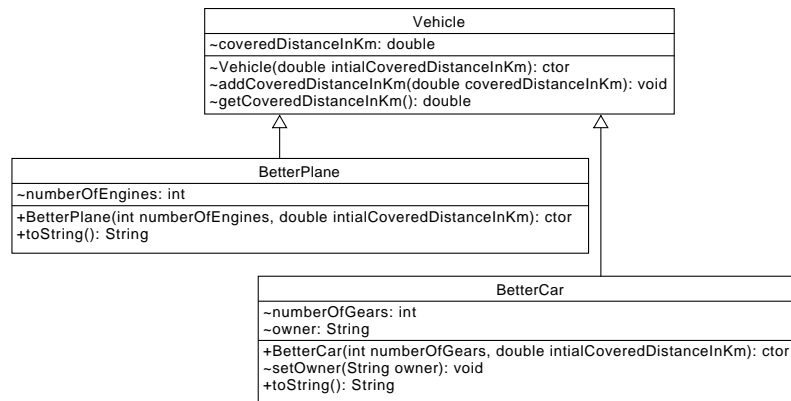 Vehicle
~coveredDistanceInKm: double
~Vehicle(double intialCoveredDistanceInKm): ctor
~addCoveredDistanceInKm(double coveredDistanceInKm): void
~getCoveredDistanceInKm(): double
BetterPlane
~numberOfEngines: int
+BetterPlane(int numberOfEngines, double intialCoveredDistanceInKm): ctor
+toString(): String
BetterCar
~numberOfGears: int
~owner: String
+BetterCar(int numberOfGears, double intialCoveredDistanceInKm): ctor
~setOwner(String owner): void
+toString(): String